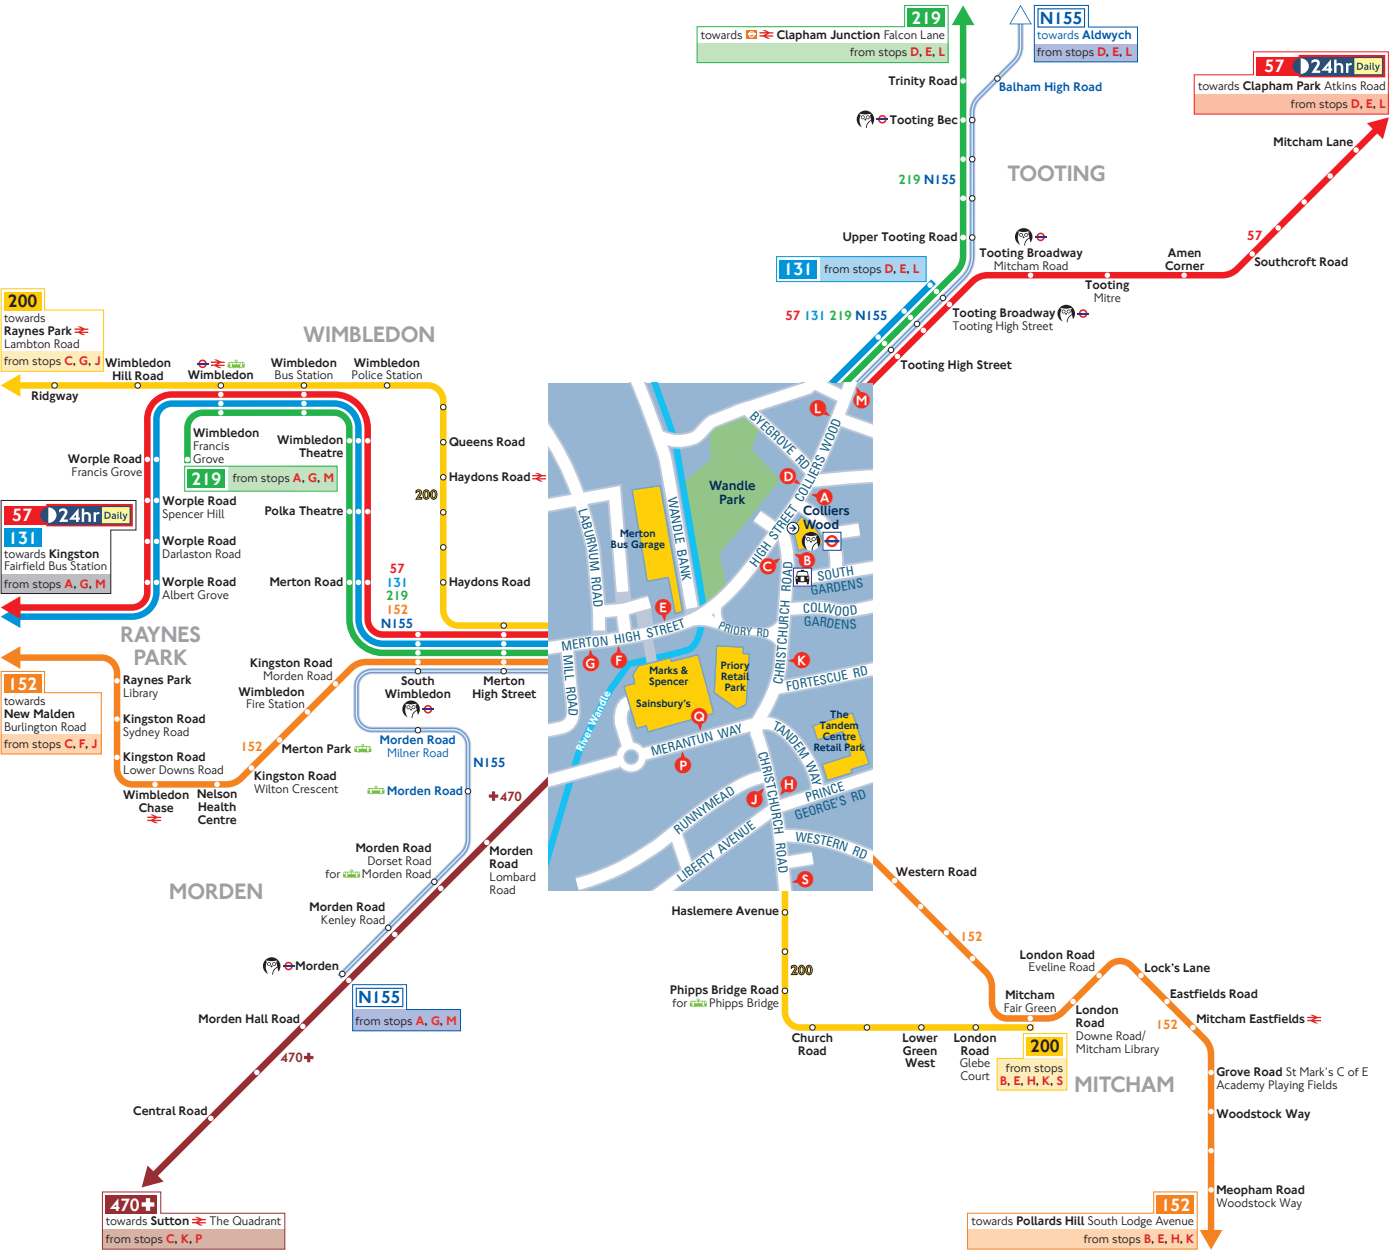 219
towards Clapham Junction Falcon Lane
from stops D, E, L
N155
towards Aldwych
from stops D, E, L
57 24hr Daily
towards Clapham Park Atkins Road
from stops D, E, L
Trinity Road
Balham High Road
Tooting Bec
Mitcham Lane
TOOTING
219 N155
Upper Tooting Road
57
Tooting Broadway
Mitcham Road
Amen
Corner
Southcroft Road
131 from stops D, E, L
Tooting
Mitre
57 131 219 N155
Tooting Broadway
Tooting High Street
Tooting High Street
200
towards
Raynes Park
Lambton Road
from stops C, G, J
WIMBLEDON
Wimbledon
Hill Road
Wimbledon
Wimbledon
Bus Station
Wimbledon
Police Station
Ridgway
Wimbledon
Francis
Grove
Wimbledon
Theatre
Queens Road
Worple Road
Francis Grove
219 from stops A, G, M
Haydons Road
200
57 24hr Daily
131
towards Kingston
Fairfield Bus Station
from stops A, G, M
Worple Road
Spencer Hill
Polka Theatre
Worple Road
Darlaston Road
Worple Road
Albert Grove
Merton Road
57
131
219
152
N155
Haydons Road
RAYNES
PARK
152
towards
New Malden
Burlington Road
from stops C, F, J
Raynes Park
Library
Kingston Road
Sydney Road
Kingston Road
Lower Downs Road
Wimbledon
Chase
Nelson
Health
Centre
Kingston Road
Morden Road
Wimbledon
Fire Station
152
Merton Park
Kingston Road
Wilton Crescent
South
Wimbledon
Merton
High Street
Morden Road
Milner Road
N155
Morden Road
470
Morden Road
Dorset Road
for Morden Road
Morden
Road
Lombard
Road
MORDEN
Morden Road
Kenley Road
Morden
N155
from stops A, G, M
Morden Hall Road
470
Central Road
470
towards Sutton The Quadrant
from stops C, K, P
L
M
BYEGROVE RD
HIGH STREET COLLIERS WOOD
D
A
Wandle
Park
Colliers
Wood
Merton
Bus Garage
WANDLE BANK
LABURNUM ROAD
C
B
SOUTH
GARDENS
COLWOOD
GARDENS
E
MERTON HIGH STREET
PRIORY RD
CHRISTCHURCH ROAD
G
F
K
MILL ROAD
Marks &
Spencer
Sainsbury's
Priory
Retail
Park
FORTESCUE RD
River Wandle
Q
MERANTUN WAY
P
TANDEM WAY
The
Tandem
Centre
Retail Park
CHRISTCHURCH ROAD
RUNNYMEAD
J
H
PRINCE
GEORGE'S RD
LIBERTY AVENUE
WESTERN RD
S
Western Road
Haslemere Avenue
152
200
Phipps Bridge Road
for Phipps Bridge
Church
Road
Lower
Green
West
London
Road
Glebe
Court
London Road
Eveline Road
Mitcham
Fair Green
200
from stops
B, E, H, K, S
London
Road
Downe Road/
Mitcham Library
MITCHAM
Lock's Lane
Eastfields Road
152
Mitcham Eastfields
Grove Road St Mark's C of E
Academy Playing Fields
Woodstock Way
Meopham Road
Woodstock Way
152
towards Pollards Hill South Lodge Avenue
from stops B, E, H, K